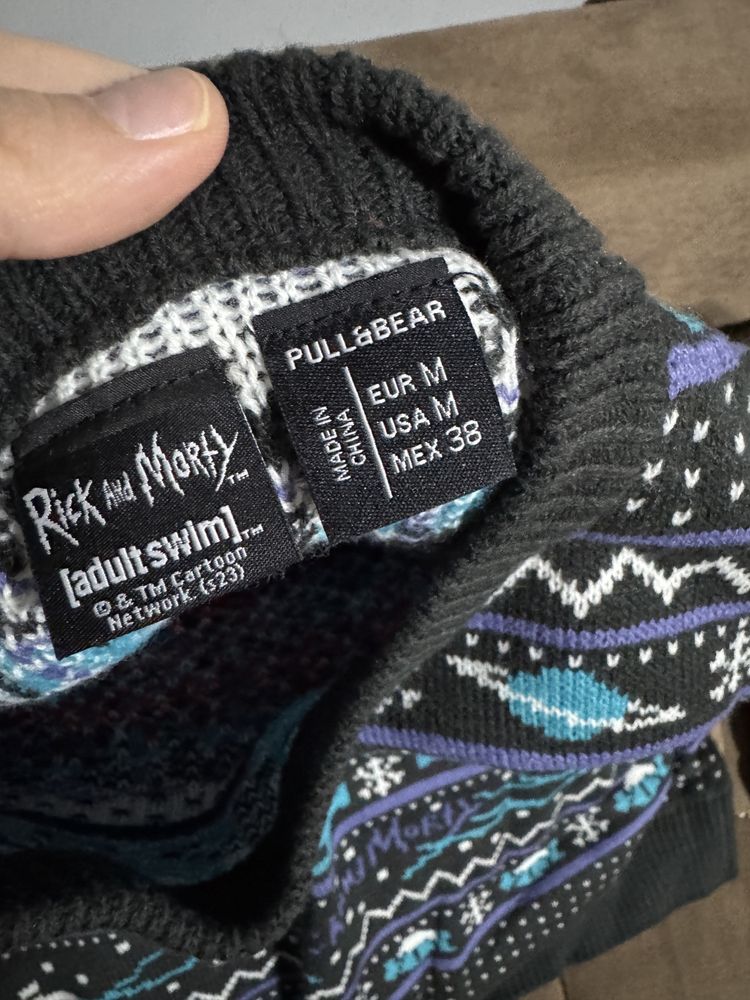 RICK AND MORTY™
[adult swim]™
© & TM Cartoon
Network (s23)
PULL&BEAR
MADE IN
CHINA
EUR M
USA M
MEX 38
MORTY